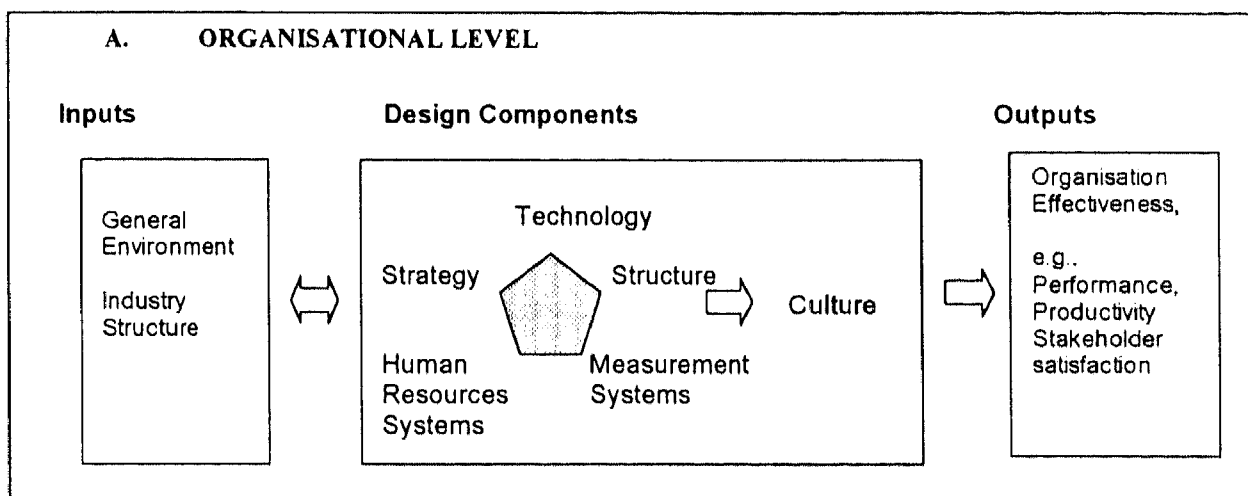 A. ORGANISATIONAL LEVEL
Inputs
Design Components
Outputs
General
Environment
Industry
Structure
Technology
Strategy
Structure
Culture
Human
Resources
Systems
Measurement
Systems
Organisation
Effectiveness,
e.g.,
Performance,
Productivity
Stakeholder
satisfaction